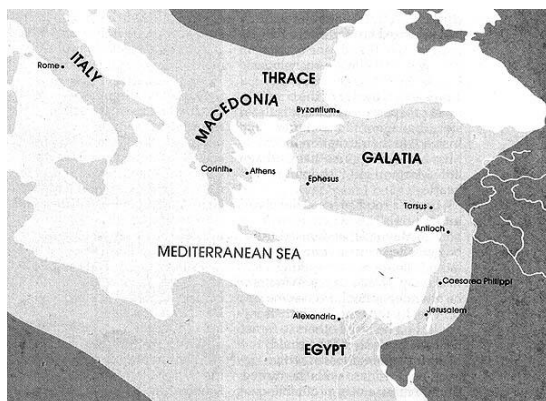 ITALY
Rome
THRACE
MACEDONIA
Byzantium
GALATIA
Corinth
Athens
Ephesus
Tarsus
Antioch
MEDITERRANEAN SEA
Caesarea Philippi
Alexandria
Jerusalem
EGYPT